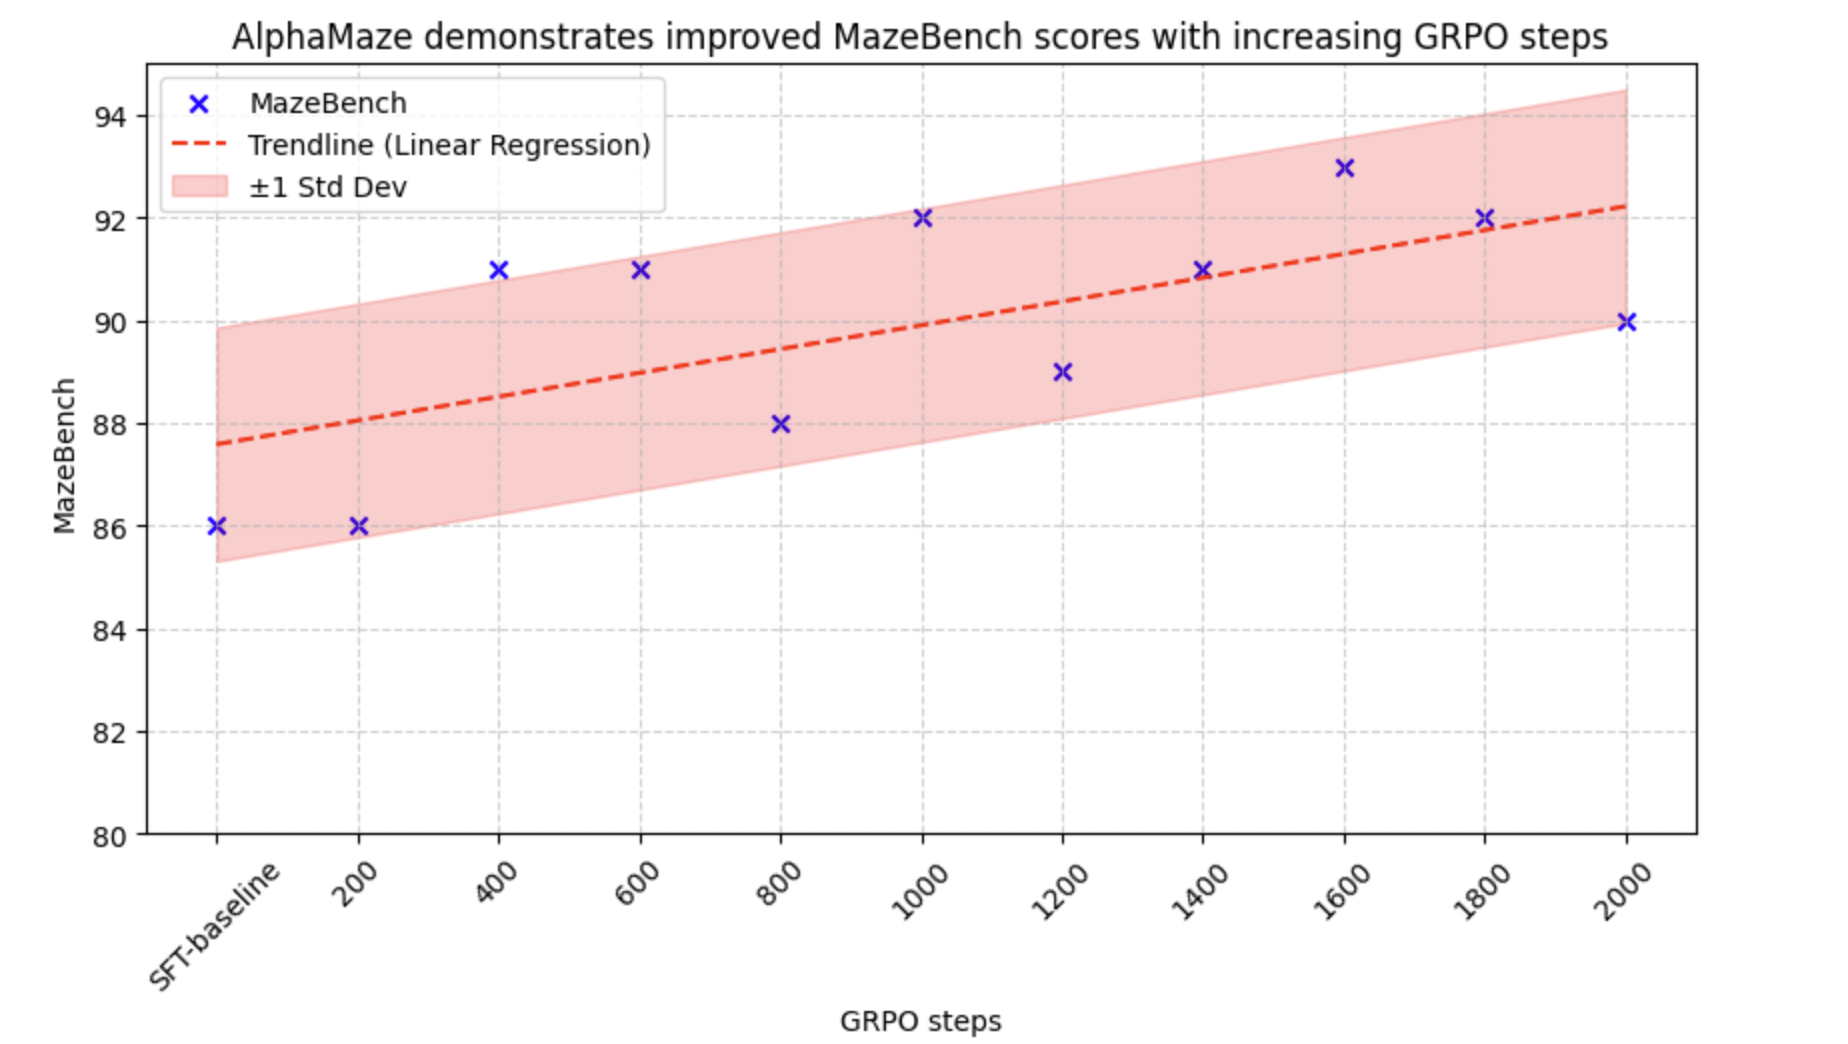 AlphaMaze demonstrates improved MazeBench scores with increasing GRPO steps
MazeBench
Trendline (Linear Regression)
±1 Std Dev
MazeBench
94
92
90
88
86
84
82
80
SFT-baseline
200
400
600
800
1000
1200
1400
1600
1800
2000
GRPO steps